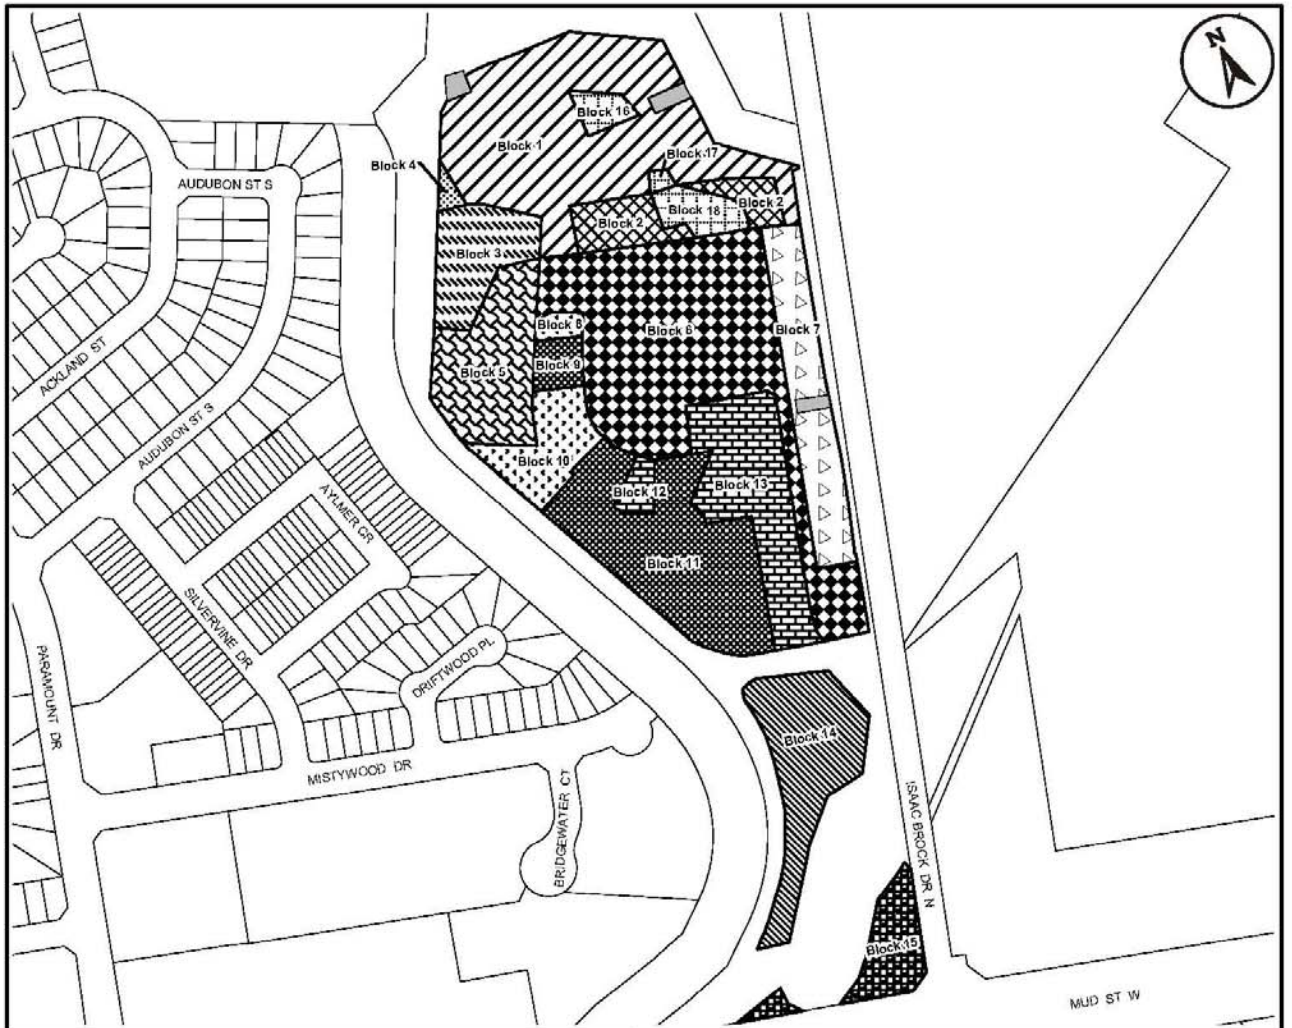 N
Block 16
Block 1
Block 17
Block 4
AUDUBON ST S
Block 2
Block 18
Block 2
Block 3
Block 8
Block 6
Block 7
ACKLAND ST
Block 5
Block 9
AUDUBON ST S
Block 10
Block 12
Block 13
AYLMER CR
Block 11
SILVERVINE DR
DRIFTWOOD PL
PARAMOUNT DR
Block 14
MISTYWOOD DR
BRIDGEWATER CT
ISAAC BROCK DR N
Block 15
MUD ST W